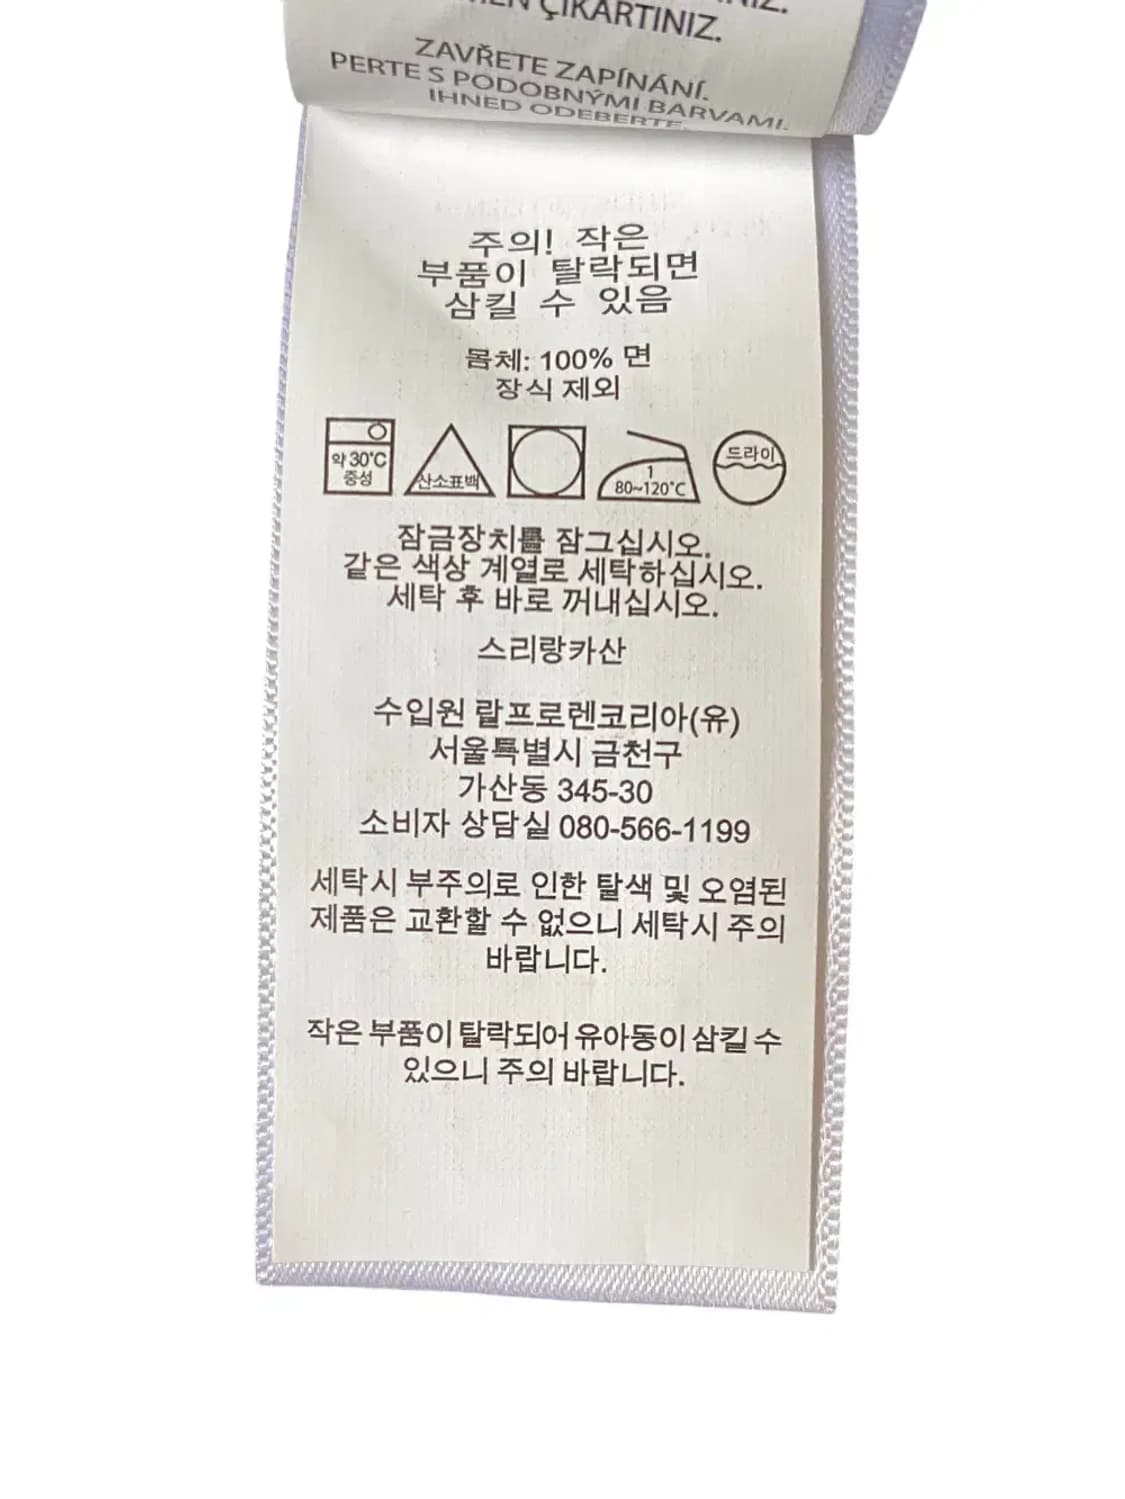 ÇIKARTINIZ.
ZAVŘETE ZAPÍNÁNÍ.
PERTE S PODOBNÝMI BARVAMI.
IHNED ODEBERTE
주의! 작은
부품이 탈락되면
삼킬 수 있음
몸체: 100% 면
장식 제외
약 30°C
중성
산소표백
1
80~120°C
드라이
잠금장치를 잠그십시오.
같은 색상 계열로 세탁하십시오.
세탁 후 바로 꺼내십시오.
스리랑카산
수입원 랄프로렌코리아(유)
서울특별시 금천구
가산동 345-30
소비자 상담실 080-566-1199
세탁시 부주의로 인한 탈색 및 오염된
제품은 교환할 수 없으니 세탁시 주의
바랍니다.
작은 부품이 탈락되어 유아동이 삼킬 수
있으니 주의 바랍니다.